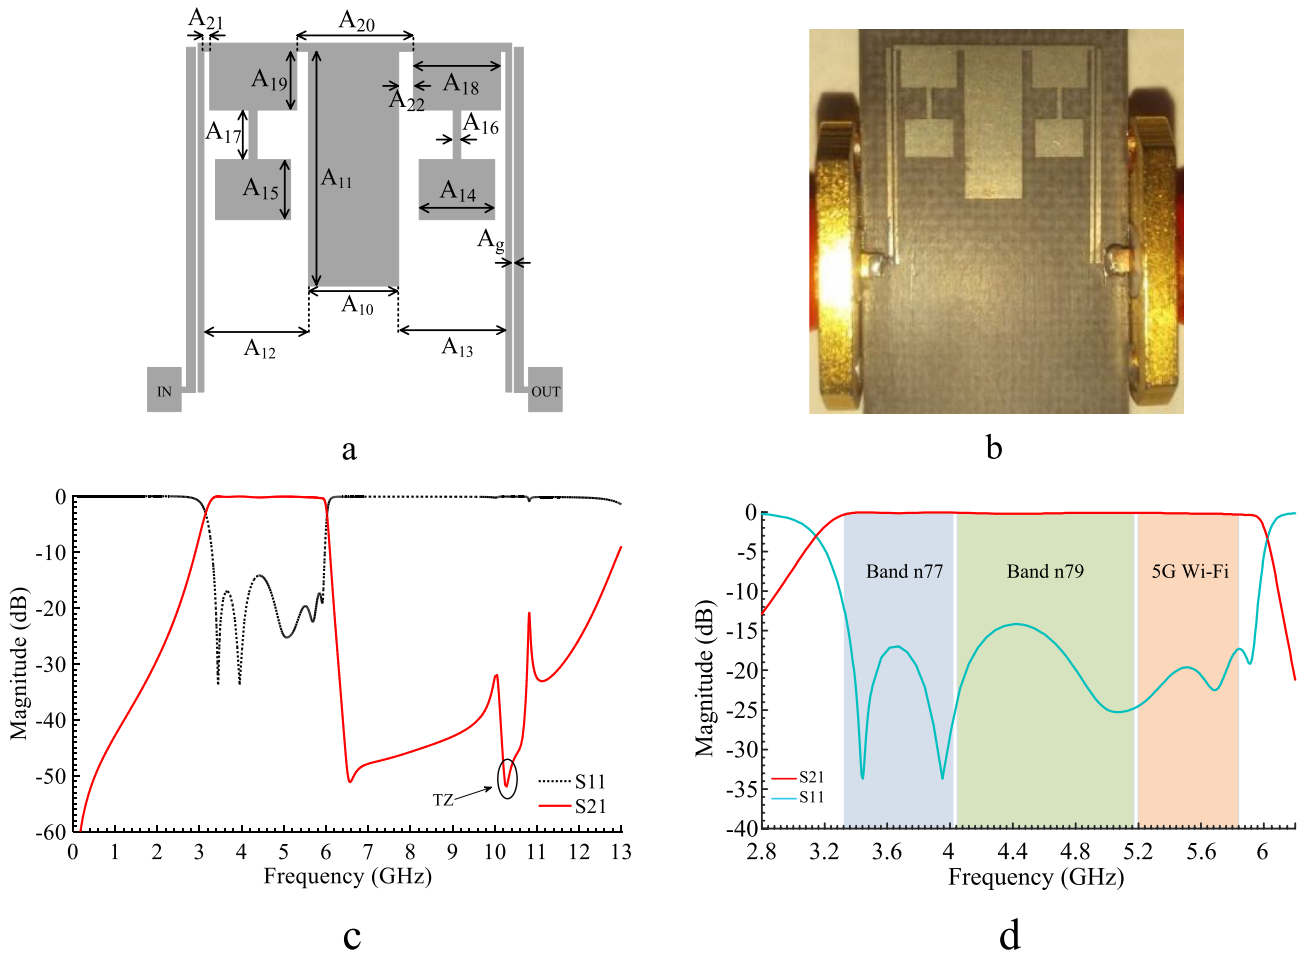 A21
A20
A19
A18
A22
A17
A16
A15
A11
A14
Ag
A10
A12
A13
IN
OUT
a
b
0
-10
-20
-30
-40
-50
-60
Magnitude (dB)
TZ
S11
S21
0 1 2 3 4 5 6 7 8 9 10 11 12 13
Frequency (GHz)
c
0
-5
-10
-15
-20
-25
-30
-35
-40
Magnitude (dB)
Band n77
Band n79
5G Wi-Fi
S21
S11
2.8 3.2 3.6 4 4.4 4.8 5.2 5.6 6
Frequency (GHz)
d